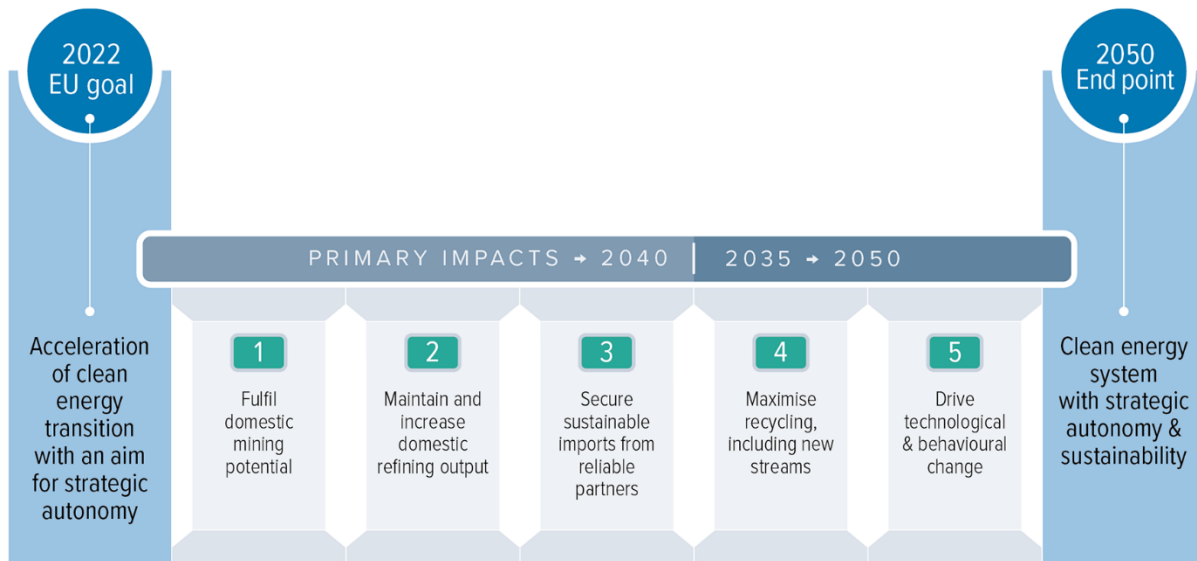 2022
EU goal
Acceleration
of clean
energy
transition
with an aim
for strategic
autonomy
PRIMARY IMPACTS → 2040
2035 → 2050
1
Fulfil
domestic
mining
potential
2
Maintain and
increase
domestic
refining output
3
Secure
sustainable
imports from
reliable
partners
4
Maximise
recycling,
including new
streams
5
Drive
technological
& behavioural
change
2050
End point
Clean energy
system
with strategic
autonomy &
sustainability